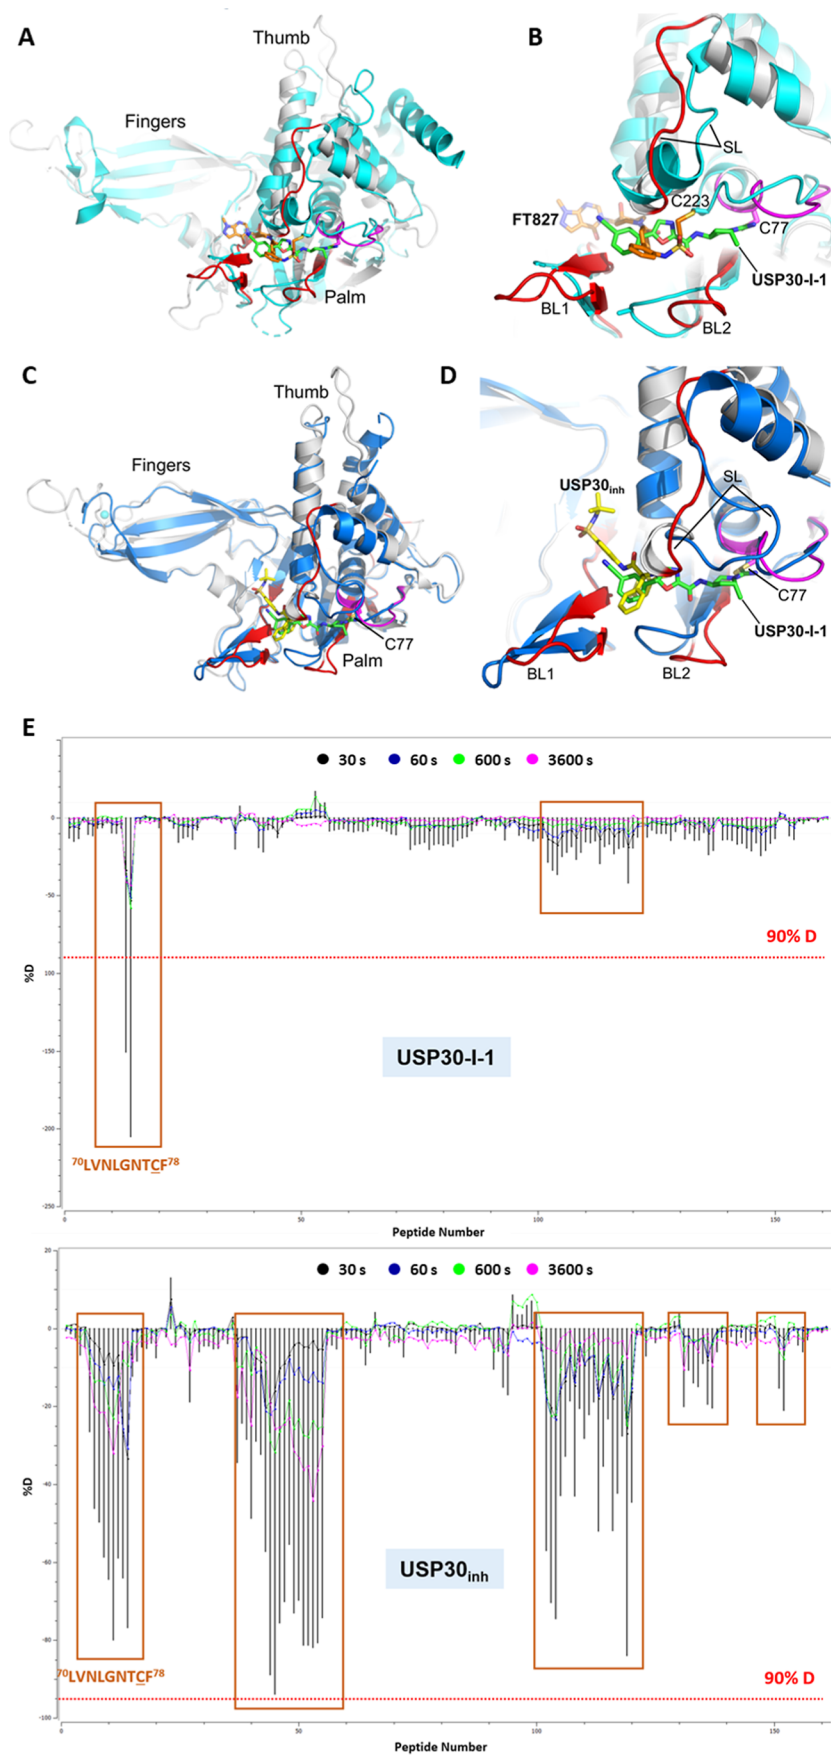 A
Thumb
Fingers
Palm
B
SL
C223
FT827
C77
USP30-I-1
BL1
BL2
C
Thumb
Fingers
C77
Palm
D
USP30inh
SL
C77
USP30-I-1
BL1
BL2
E
30 s 60 s 600 s 3600 s
0
-50
90% D
%D
100
USP30-I-1
-150
-200
70LVNLGNTCF78
-250
0 50 100 150
Peptide Number
20
30 s 60 s 600 s 3600 s
0
-20
-40
%D
USP30inh
-60
-80
70LVNLGNTCF78
90% D
-100
0 50 100 150
Peptide Number